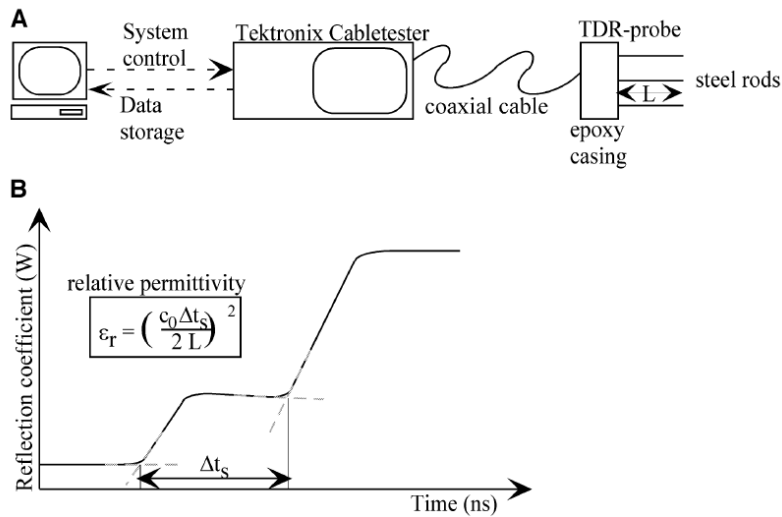 A
System
control
Data
storage
Tektronix Cabletester
coaxial cable
TDR-probe
steel rods
L
epoxy
casing
B
Reflection coefficient (W)
relative permittivity
εr = (c0Δts / 2 L)²
Δts
Time (ns)